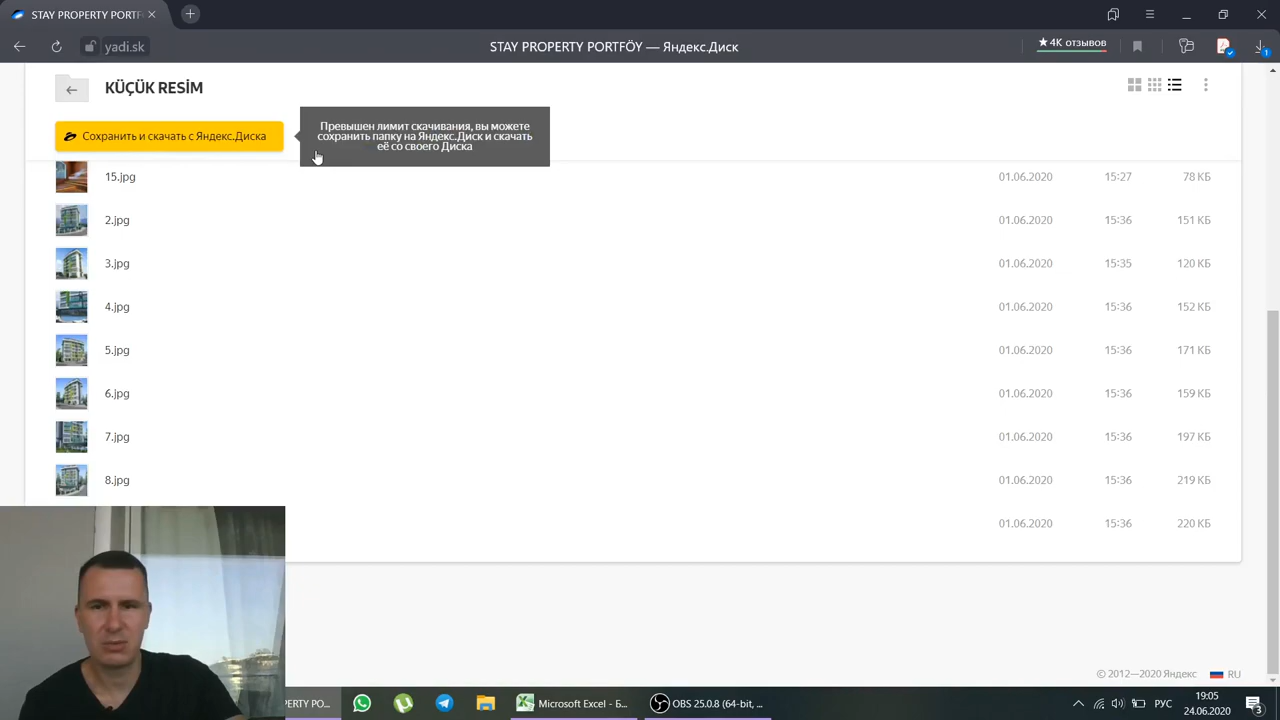 STAY PROPERTY PORTF
yadi.sk
STAY PROPERTY PORTFÖY — Яндекс.Диск
★4K отзывов
1
KÜÇÜK RESİM
Сохранить и скачать с Яндекс.Диска
Превышен лимит скачивания, вы можете
сохранить папку на Яндекс.Диск и скачать
её со своего Диска
15.jpg 01.06.2020 15:27 78 КБ
2.jpg 01.06.2020 15:36 151 КБ
3.jpg 01.06.2020 15:35 120 КБ
4.jpg 01.06.2020 15:36 152 КБ
5.jpg 01.06.2020 15:36 171 КБ
6.jpg 01.06.2020 15:36 159 КБ
7.jpg 01.06.2020 15:36 197 КБ
8.jpg 01.06.2020 15:36 219 КБ
01.06.2020 15:36 220 КБ
© 2012—2020 Яндекс RU
PERTY PO...
Microsoft Excel - Б...
OBS 25.0.8 (64-bit, ...
РУС
19:05
24.06.2020
3